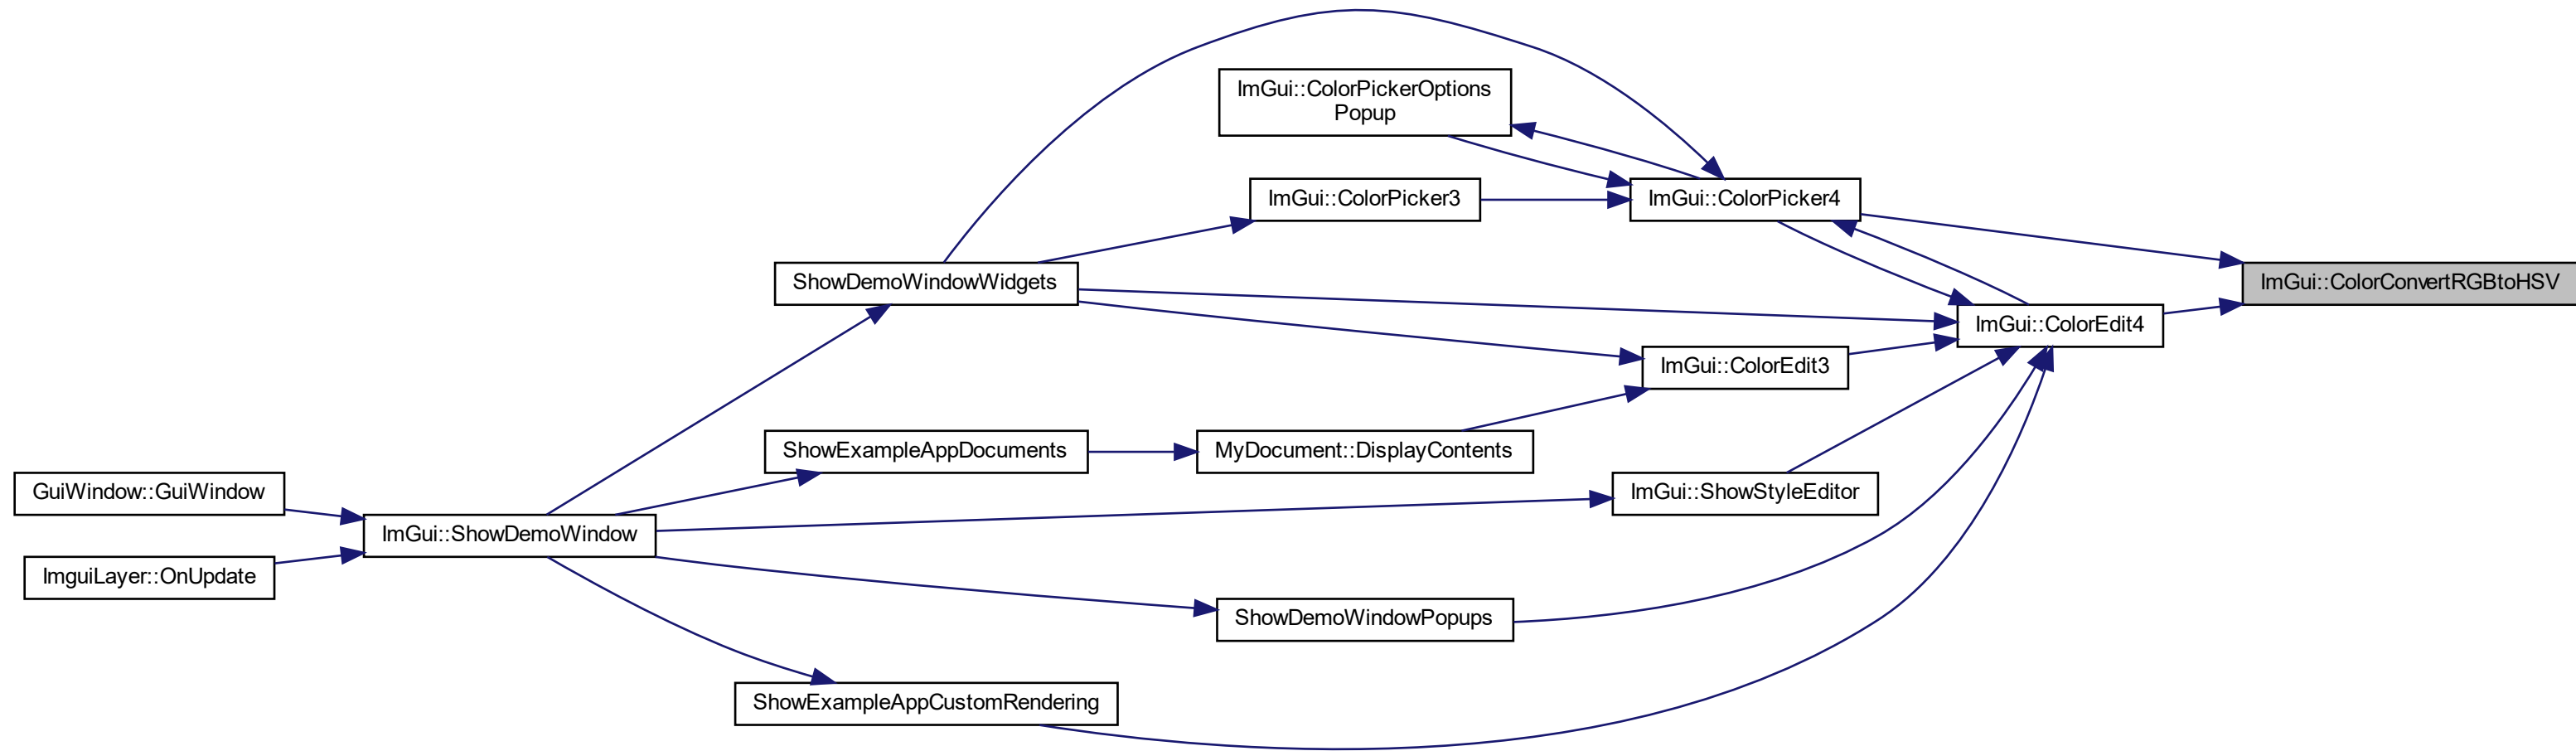 ImGui::ColorPickerOptions
Popup
ImGui::ColorPicker3
ImGui::ColorPicker4
ShowDemoWindowWidgets
ImGui::ColorConvertRGBtoHSV
ImGui::ColorEdit4
ImGui::ColorEdit3
ShowExampleAppDocuments
MyDocument::DisplayContents
GuiWindow::GuiWindow
ImGui::ShowStyleEditor
ImGui::ShowDemoWindow
ImguiLayer::OnUpdate
ShowDemoWindowPopups
ShowExampleAppCustomRendering